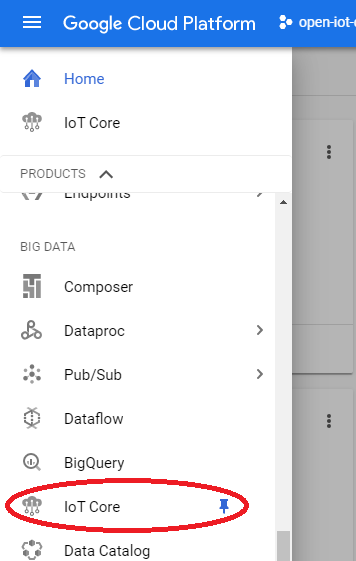 Google Cloud Platform
open-iot-
Home
IoT Core
PRODUCTS
Endpoints
BIG DATA
Composer
Dataproc
Pub/Sub
Dataflow
BigQuery
IoT Core
Data Catalog